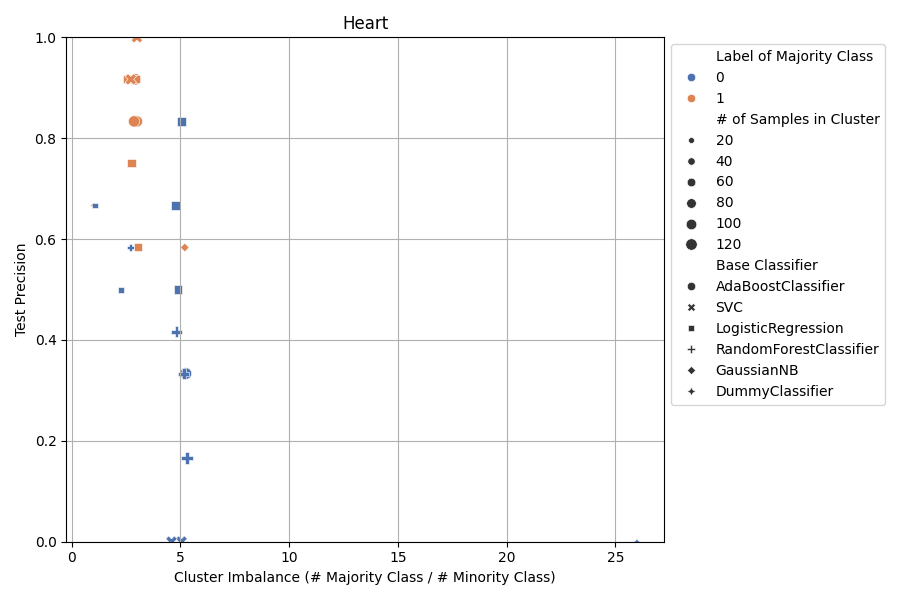 Heart
Test Precision
1.0
0.8
0.6
0.4
0.2
0.0
0
5
10
15
20
25
Cluster Imbalance (# Majority Class / # Minority Class)
Label of Majority Class
0
1
# of Samples in Cluster
20
40
60
80
100
120
Base Classifier
AdaBoostClassifier
SVC
LogisticRegression
RandomForestClassifier
GaussianNB
DummyClassifier